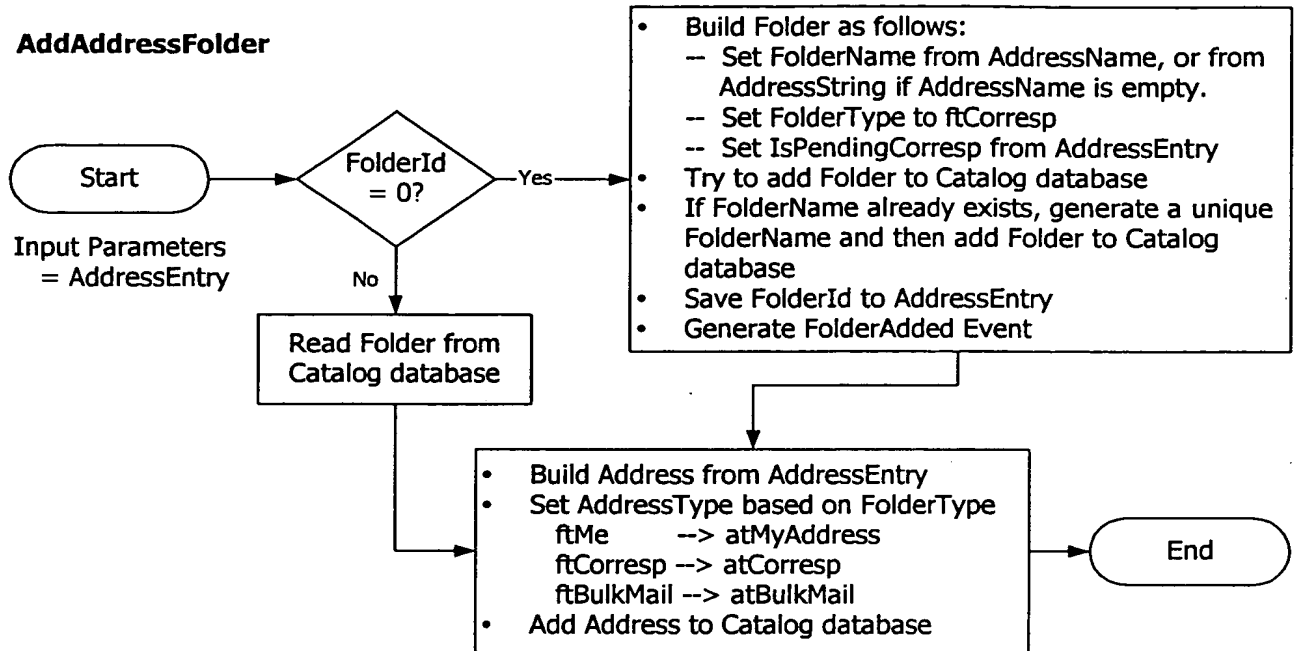 AddAddressFolder
Start
Input Parameters
= AddressEntry
FolderId
= 0?
Yes
No
• Build Folder as follows:
-- Set FolderName from AddressName, or from
AddressString if AddressName is empty.
-- Set FolderType to ftCorresp
-- Set IsPendingCorresp from AddressEntry
• Try to add Folder to Catalog database
• If FolderName already exists, generate a unique
FolderName and then add Folder to Catalog
database
• Save FolderId to AddressEntry
• Generate FolderAdded Event
Read Folder from
Catalog database
• Build Address from AddressEntry
• Set AddressType based on FolderType
ftMe --> atMyAddress
ftCorresp --> atCorresp
ftBulkMail --> atBulkMail
• Add Address to Catalog database
End